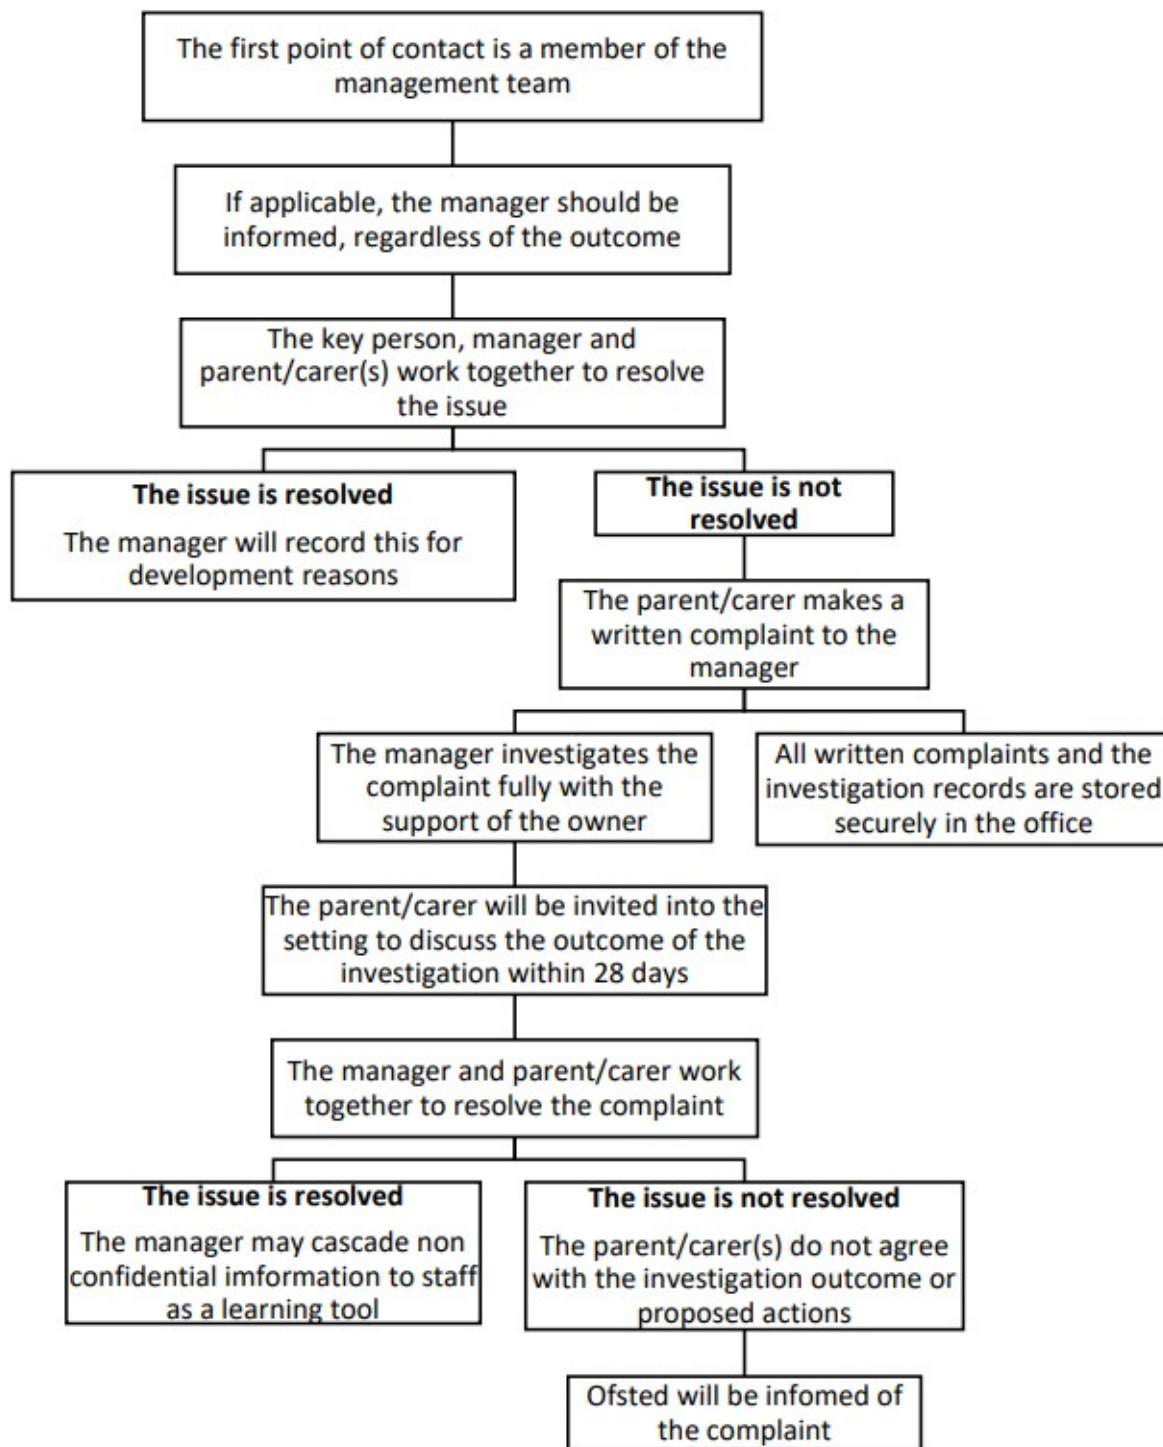 The first point of contact is a member of the
management team
If applicable, the manager should be
informed, regardless of the outcome
The key person, manager and
parent/carer(s) work together to resolve
the issue
The issue is resolved
The manager will record this for
development reasons
The issue is not
resolved
The parent/carer makes a
written complaint to the
manager
The manager investigates the
complaint fully with the
support of the owner
All written complaints and the
investigation records are stored
securely in the office
The parent/carer will be invited into the
setting to discuss the outcome of the
investigation within 28 days
The manager and parent/carer work
together to resolve the complaint
The issue is resolved
The manager may cascade non
confidential imformation to staff
as a learning tool
The issue is not resolved
The parent/carer(s) do not agree
with the investigation outcome or
proposed actions
Ofsted will be infomed of
the complaint